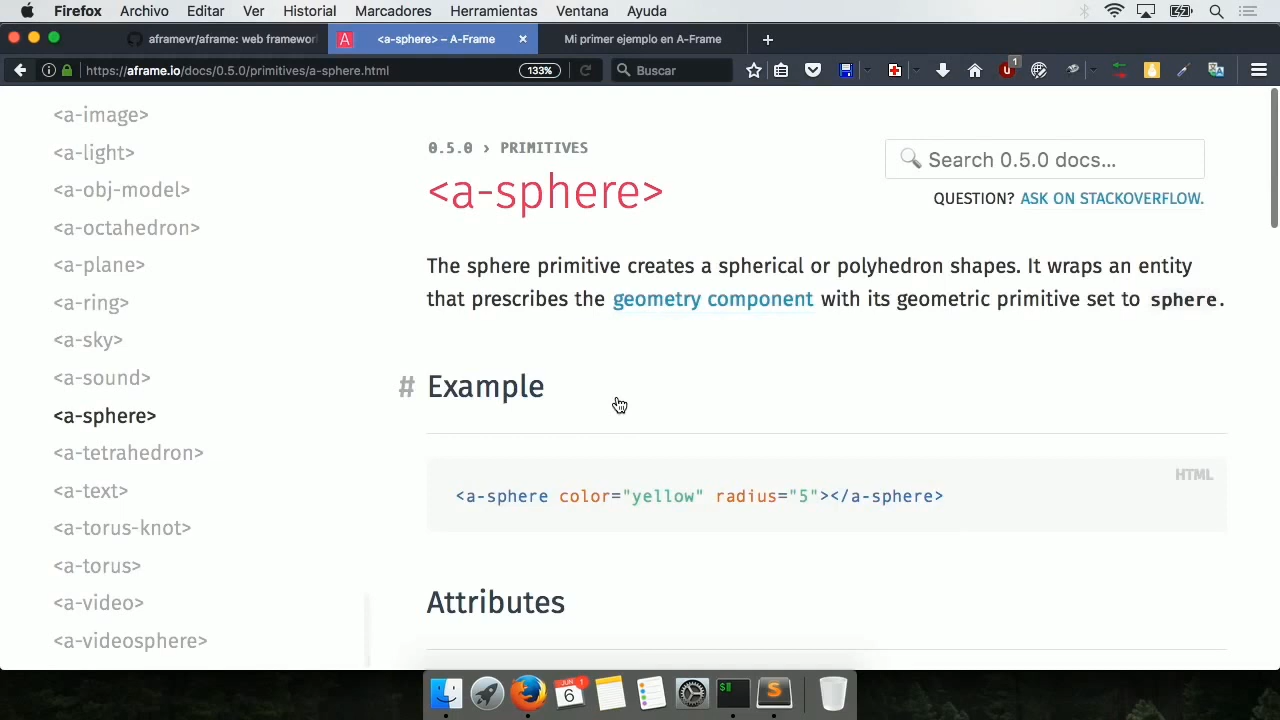 Firefox Archivo Editar Ver Historial Marcadores Herramientas Ventana Ayuda
aframevr/aframe: web framework
A <a-sphere> – A-Frame
Mi primer ejemplo en A-Frame
https://aframe.io/docs/0.5.0/primitives/a-sphere.html
133%
Buscar
1
<a-image>
<a-light>
<a-obj-model>
<a-octahedron>
<a-plane>
<a-ring>
<a-sky>
<a-sound>
<a-sphere>
<a-tetrahedron>
<a-text>
<a-torus-knot>
<a-torus>
<a-video>
<a-videosphere>
0.5.0 › PRIMITIVES
<a-sphere>
Search 0.5.0 docs...
QUESTION? ASK ON STACKOVERFLOW.
The sphere primitive creates a spherical or polyhedron shapes. It wraps an entity
that prescribes the geometry component with its geometric primitive set to sphere.
# Example
HTML
<a-sphere color="yellow" radius="5"></a-sphere>
Attributes
JUN 1
6
$
S